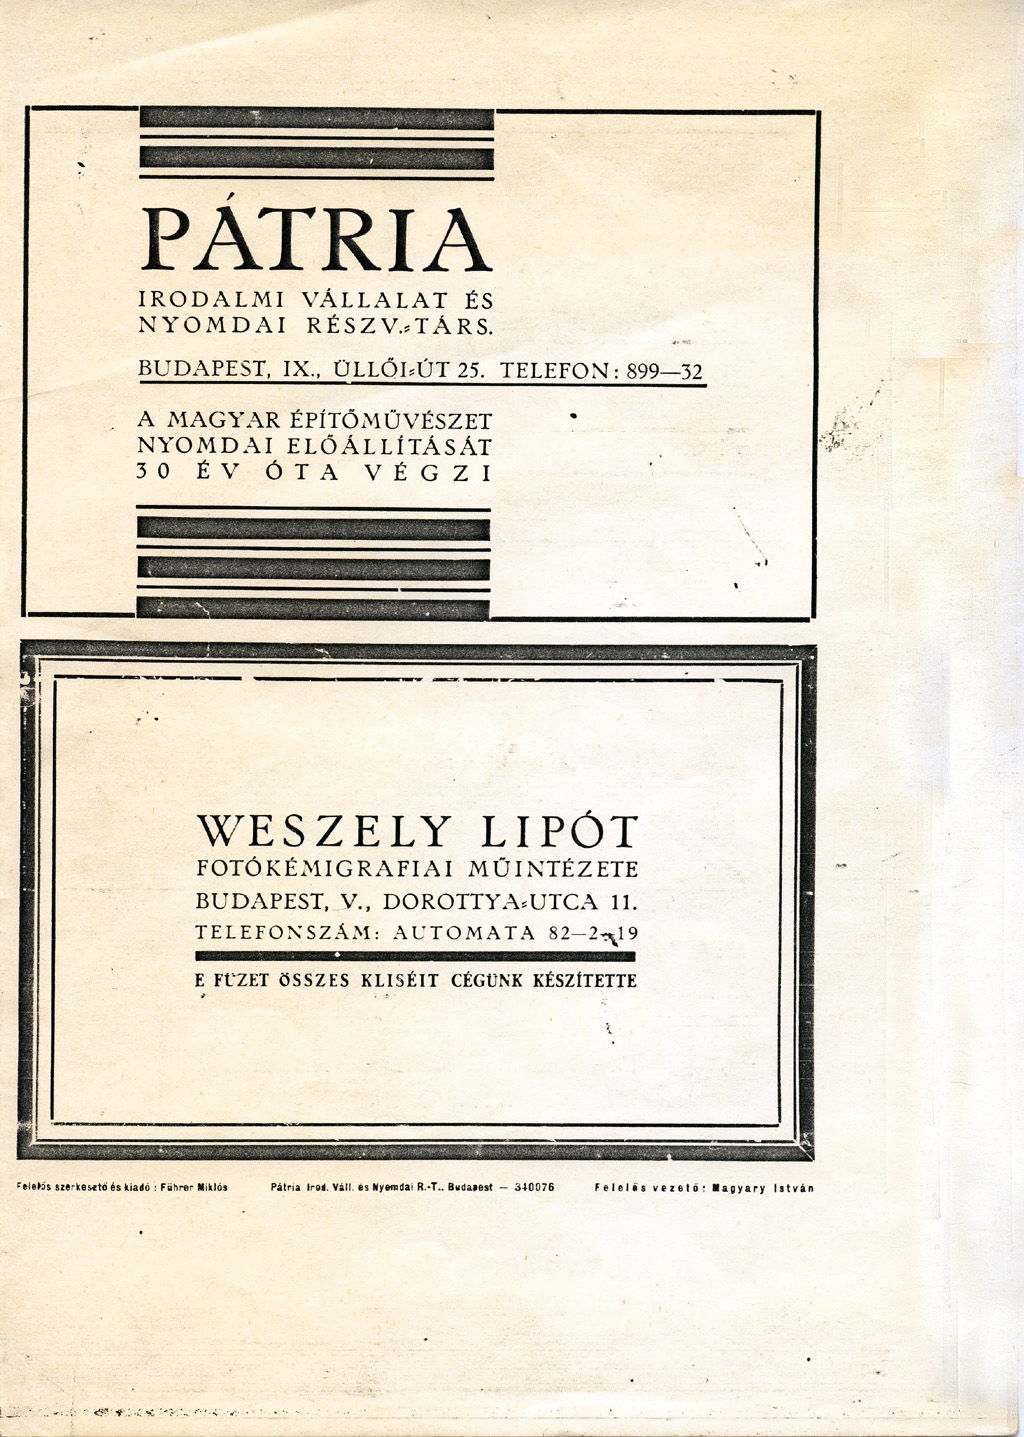 PÁTRIA
IRODALMI VÁLLALAT ÉS
NYOMDAI RÉSZV.=TÁRS.
BUDAPEST, IX., ÜLLŐI=ÚT 25. TELEFON: 899—32
A MAGYAR ÉPÍTŐMŰVÉSZET
NYOMDAI ELŐÁLLÍTÁSÁT
30 ÉV ÓTA VÉGZI
WESZELY LIPÓT
FOTÓKÉMIGRAFIAI MŰINTÉZETE
BUDAPEST, V., DOROTTYA=UTCA 11.
TELEFONSZÁM: AUTOMATA 82—2—19
E FÜZET ÖSSZES KLISÉIT CÉGÜNK KÉSZÍTETTE
Felelős szerkesztő és kiadó : Führer Miklós
Pátria Irod. Váll. és Nyomdai R.-T.. Budapest — 340076
Felelős vezető: Magyary István